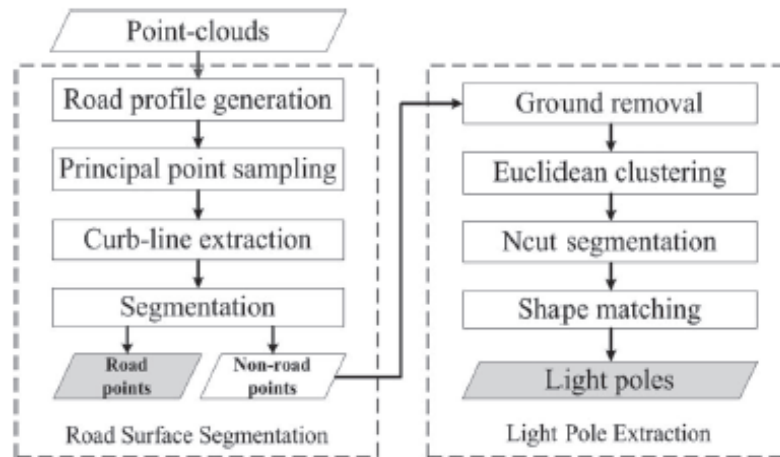 Point-clouds
Road profile generation
Principal point sampling
Curb-line extraction
Segmentation
Road
points
Non-road
points
Road Surface Segmentation
Ground removal
Euclidean clustering
Ncut segmentation
Shape matching
Light poles
Light Pole Extraction